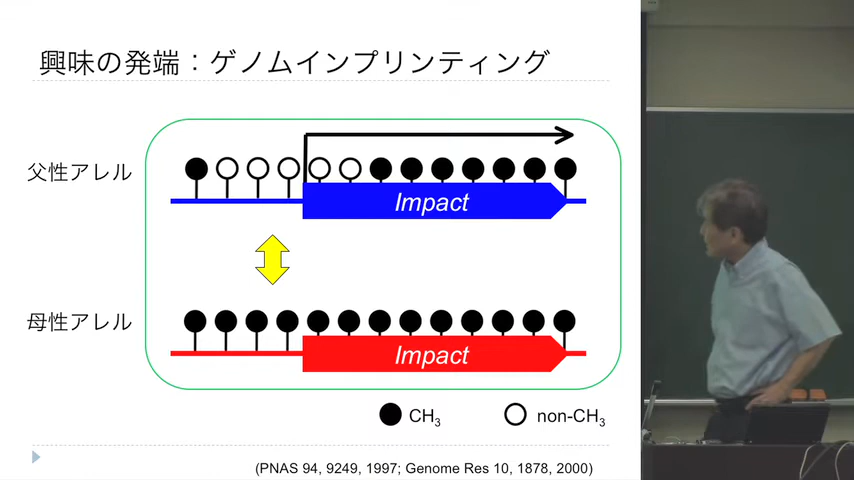 興味の発端：ゲノムインプリンティング
父性アレル
Impact
母性アレル
Impact
CH₃
non-CH₃
(PNAS 94, 9249, 1997; Genome Res 10, 1878, 2000)